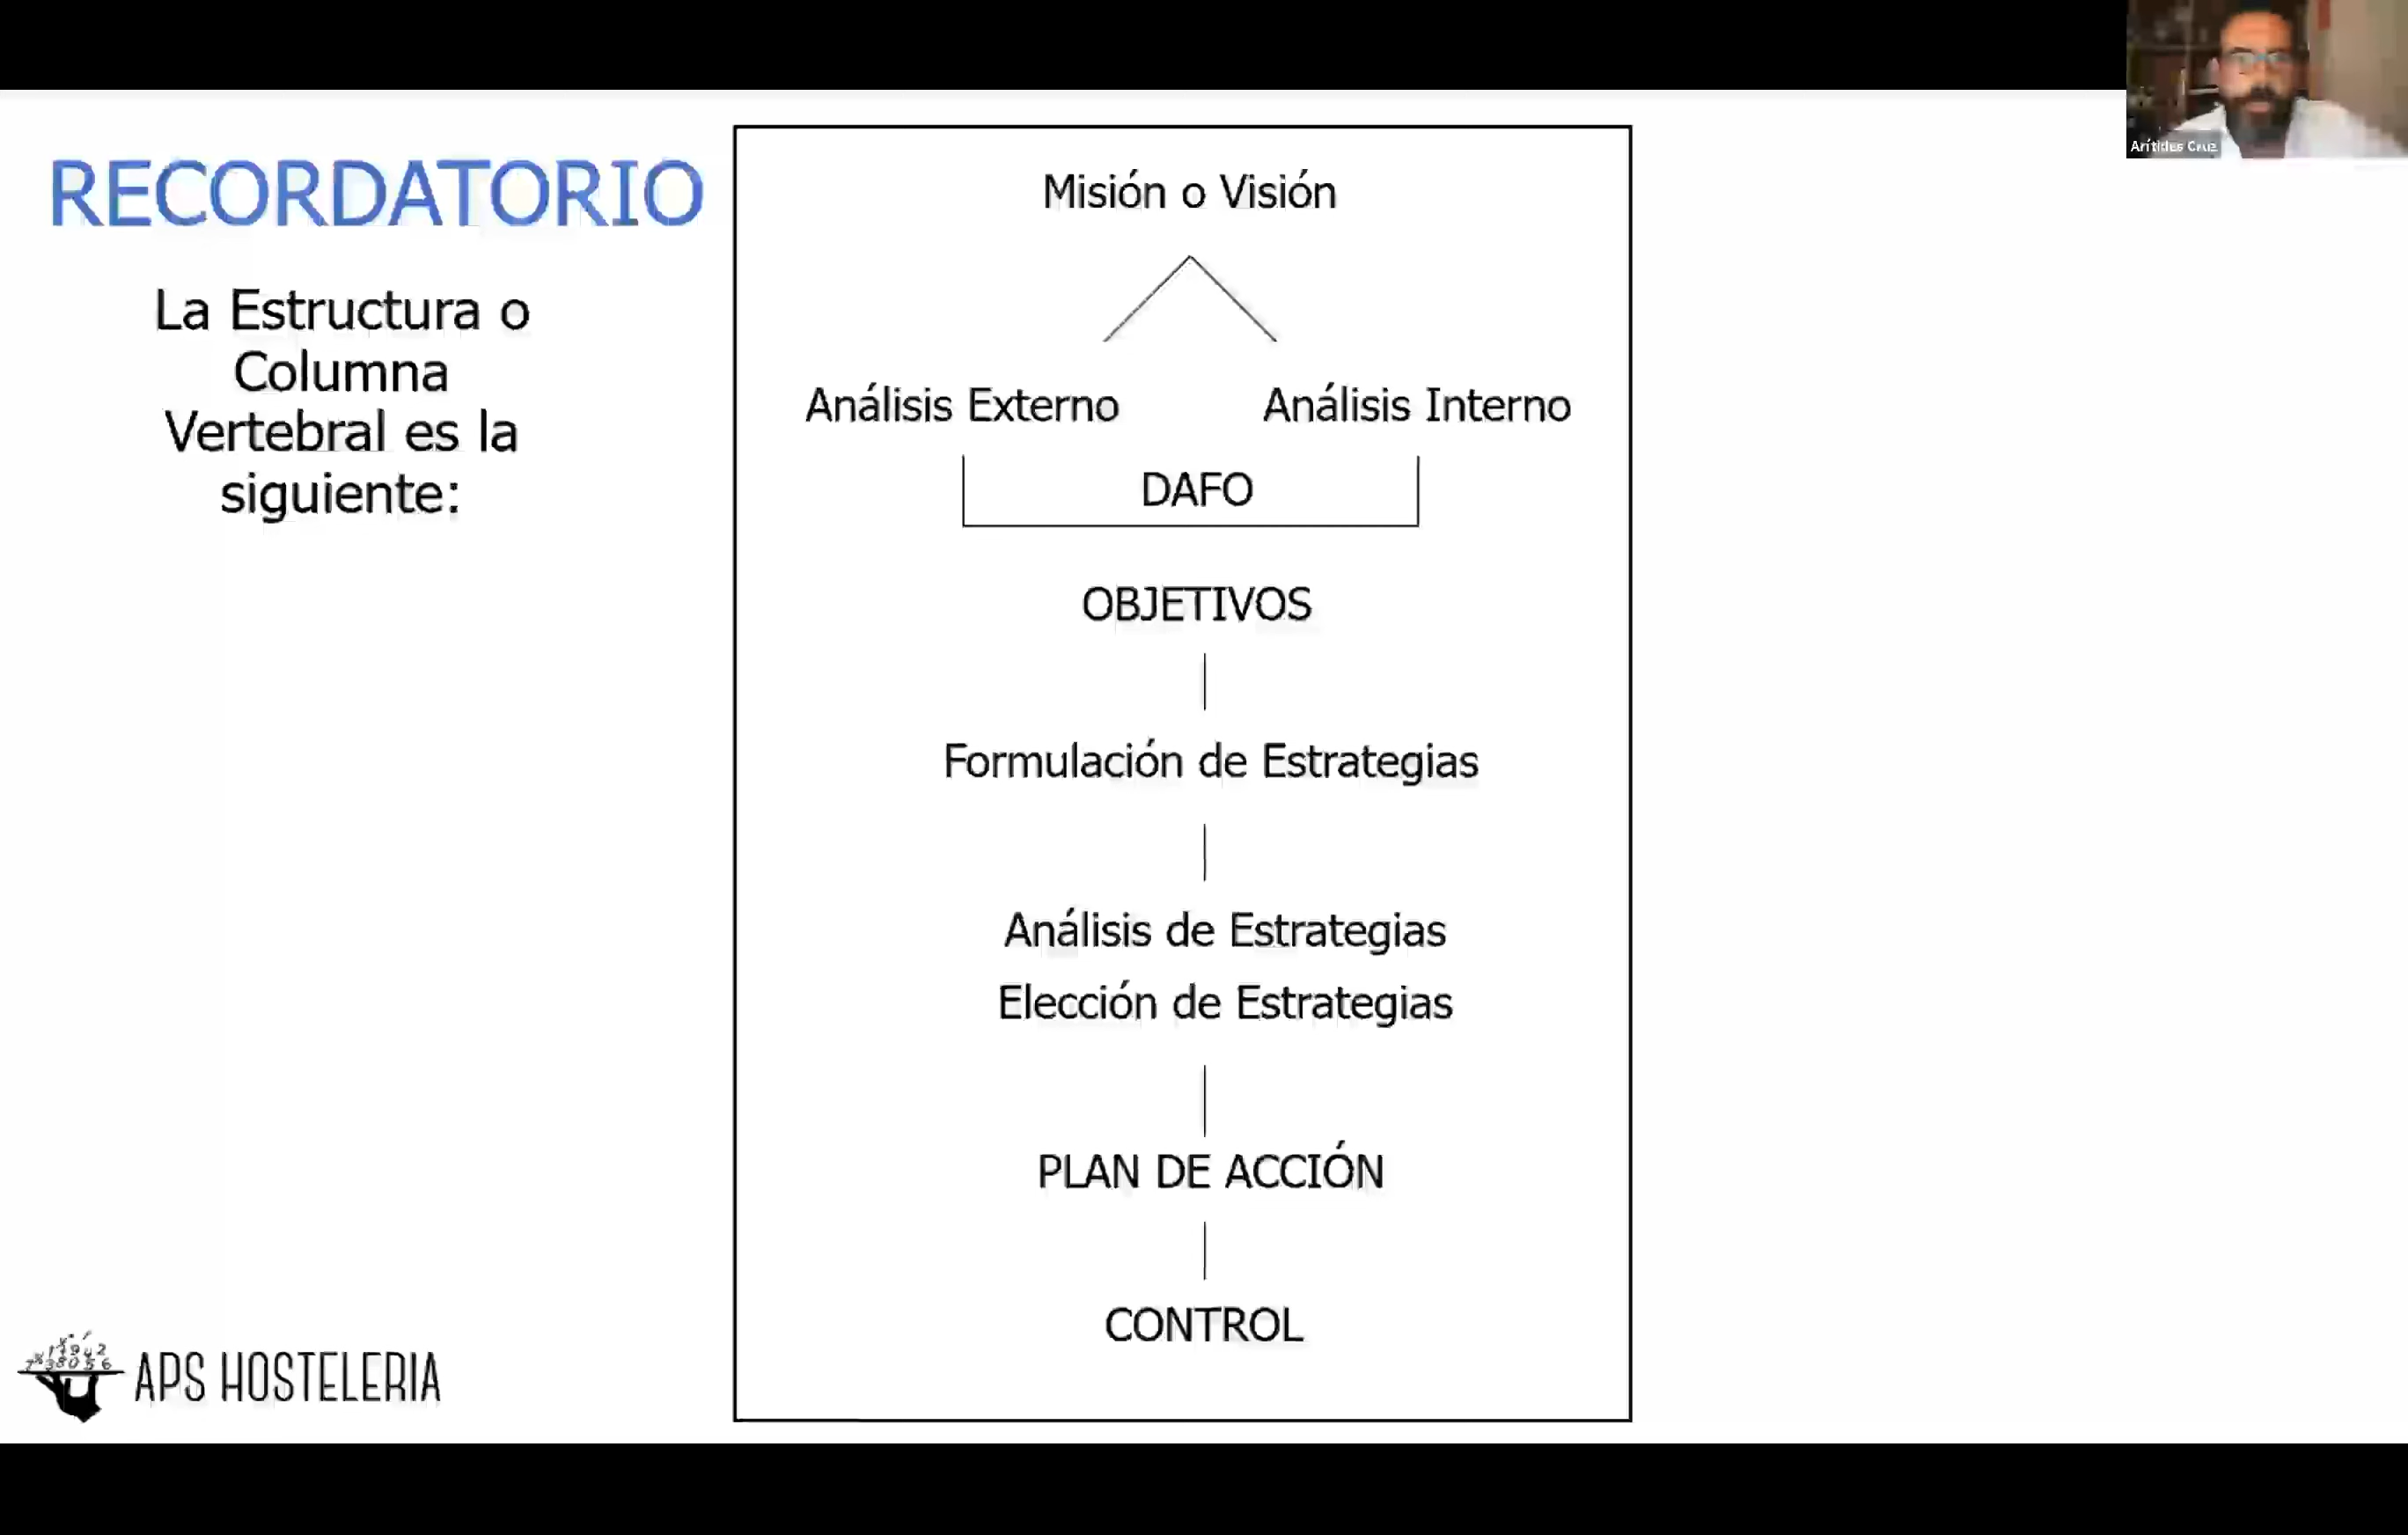 RECORDATORIO
La Estructura o
Columna
Vertebral es la
siguiente:
Misión o Visión
Análisis Externo
Análisis Interno
DAFO
OBJETIVOS
Formulación de Estrategias
Análisis de Estrategias
Elección de Estrategias
PLAN DE ACCIÓN
CONTROL
APS HOSTELERIA
Cruz